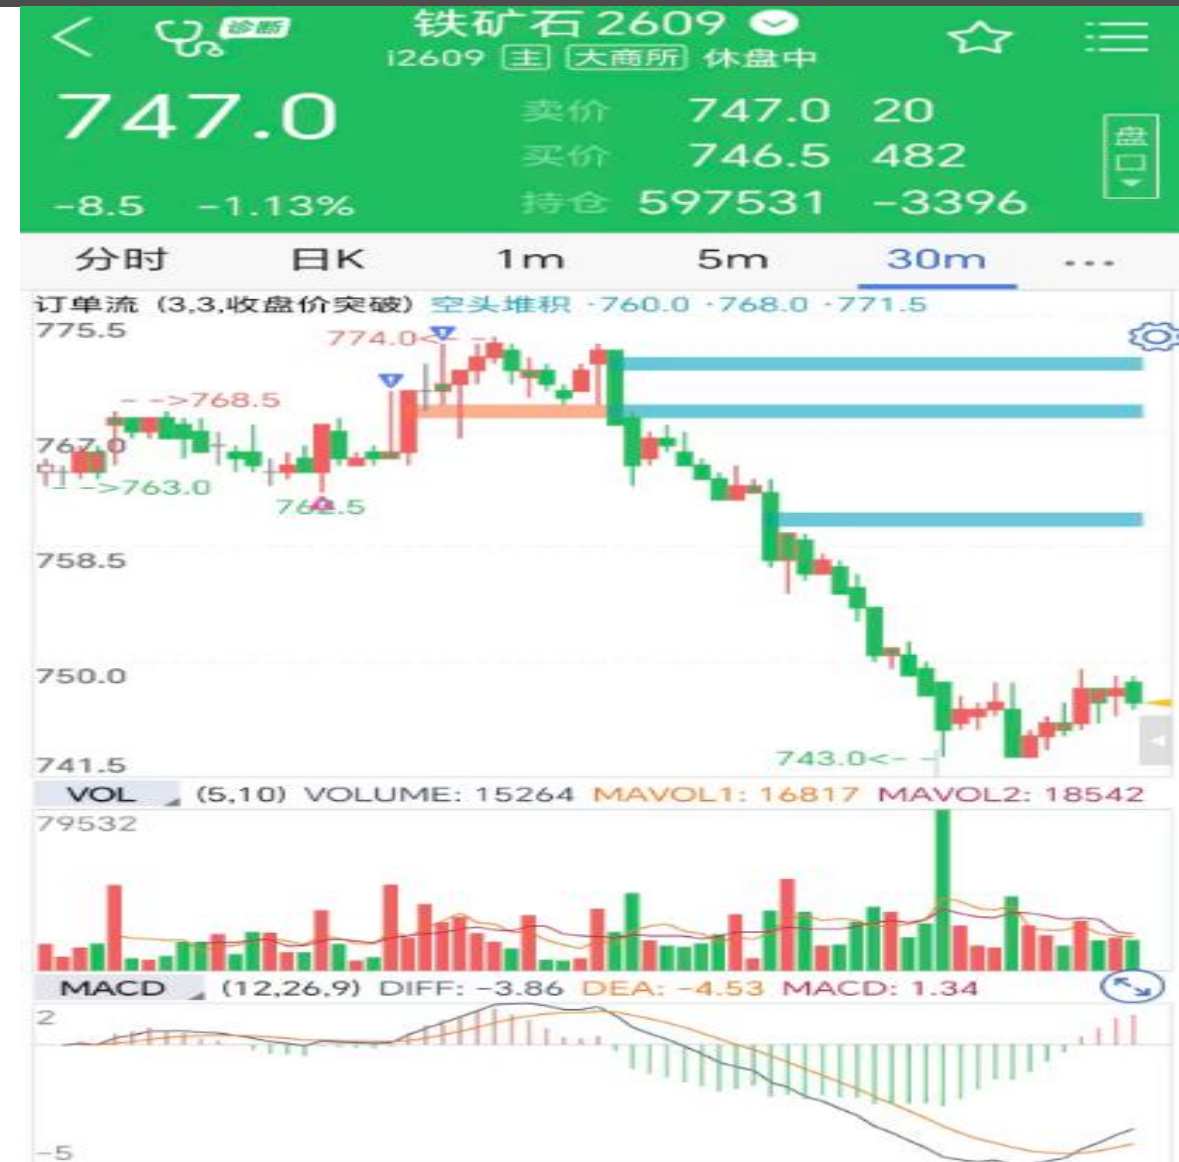 诊断
铁矿石 2609
i2609 主 大商所 休盘中
747.0
卖价 747.0 20
买价 746.5 482
盘口
-8.5 -1.13%
持仓 597531 -3396
分时 日K 1m 5m 30m ...
订单流 (3,3,收盘价突破) 空头堆积 ·760.0 ·768.0 ·771.5
775.5
774.0<--
-->768.5
767.0
-->763.0
762.5
758.5
750.0
743.0<--
741.5
VOL (5,10) VOLUME: 15264 MAVOL1: 16817 MAVOL2: 18542
79532
MACD (12,26,9) DIFF: -3.86 DEA: -4.53 MACD: 1.34
2
-5